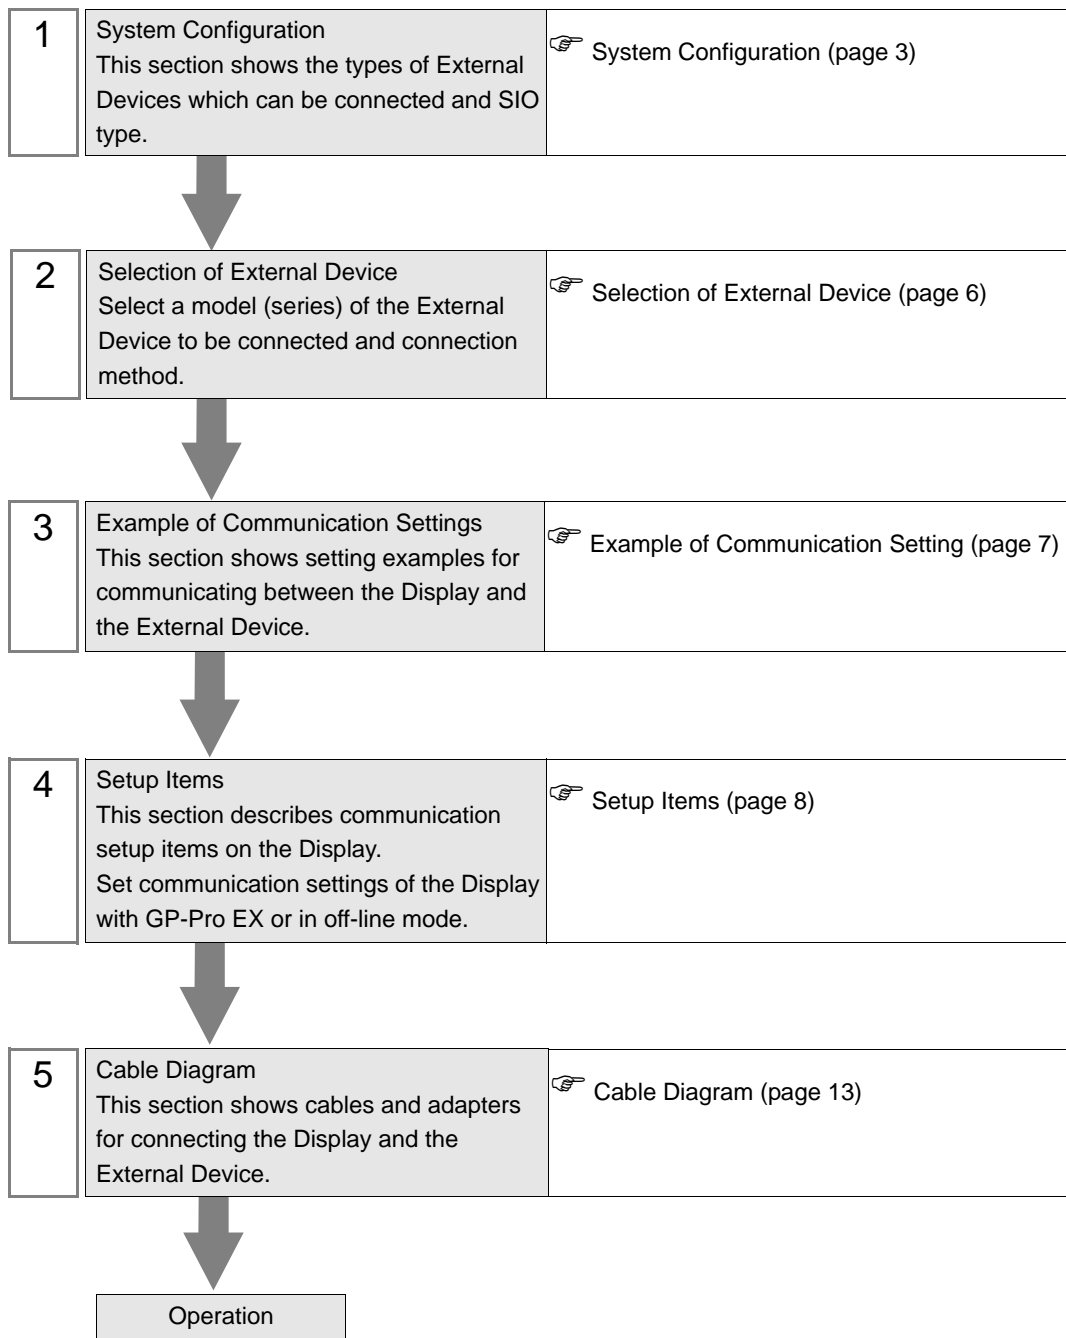 1
System Configuration
This section shows the types of External
Devices which can be connected and SIO
type.
System Configuration (page 3)
2
Selection of External Device
Select a model (series) of the External
Device to be connected and connection
method.
Selection of External Device (page 6)
3
Example of Communication Settings
This section shows setting examples for
communicating between the Display and
the External Device.
Example of Communication Setting (page 7)
4
Setup Items
This section describes communication
setup items on the Display.
Set communication settings of the Display
with GP-Pro EX or in off-line mode.
Setup Items (page 8)
5
Cable Diagram
This section shows cables and adapters
for connecting the Display and the
External Device.
Cable Diagram (page 13)
Operation